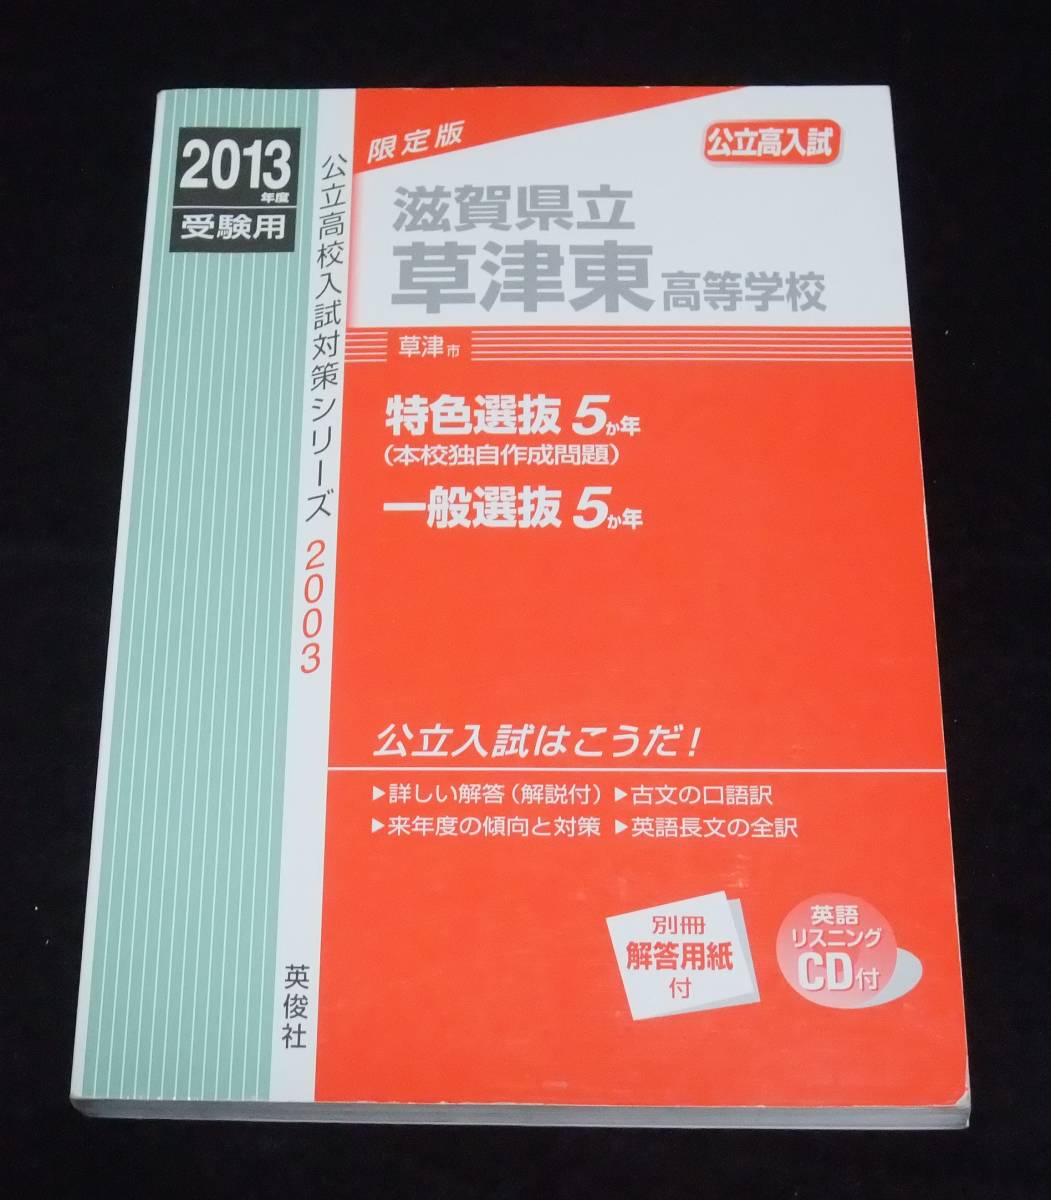 2013年度
受験用
公立高校入試対策シリーズ 2003
英俊社
限定版
公立高入試
滋賀県立
草津東高等学校
草津市
特色選抜 5か年
(本校独自作成問題)
一般選抜 5か年
公立入試はこうだ!
▶詳しい解答(解説付) ▶古文の口語訳
▶来年度の傾向と対策 ▶英語長文の全訳
別冊
解答用紙
付
英語
リスニング
CD付